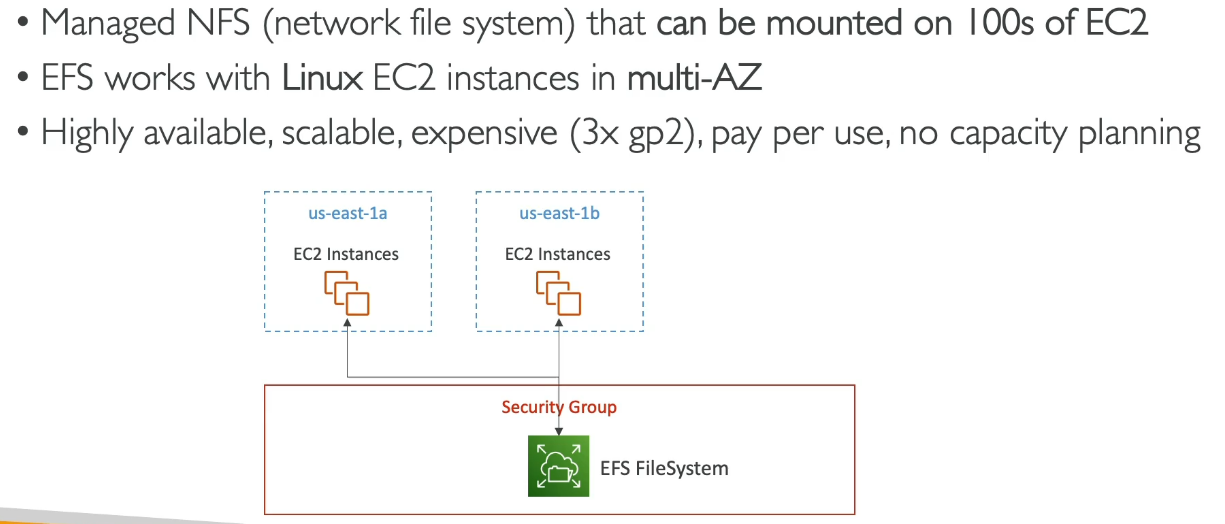 • Managed NFS (network file system) that can be mounted on 100s of EC2
• EFS works with Linux EC2 instances in multi-AZ
• Highly available, scalable, expensive (3x gp2), pay per use, no capacity planning
us-east-1a
EC2 Instances
us-east-1b
EC2 Instances
Security Group
EFS FileSystem